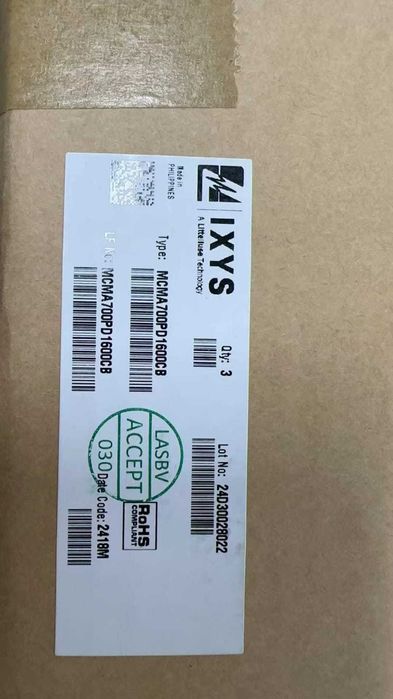 IXYS
A Littelfuse Technology
Made in
PHILIPPINES
Qty: 3
Lot No: 24D30028022
Type: MCMA700PD1600CB
LF No: MCMA700PD1600CB
Date Code: 2418M
RoHS
COMPLIANT
LASBV
ACCEPT
030